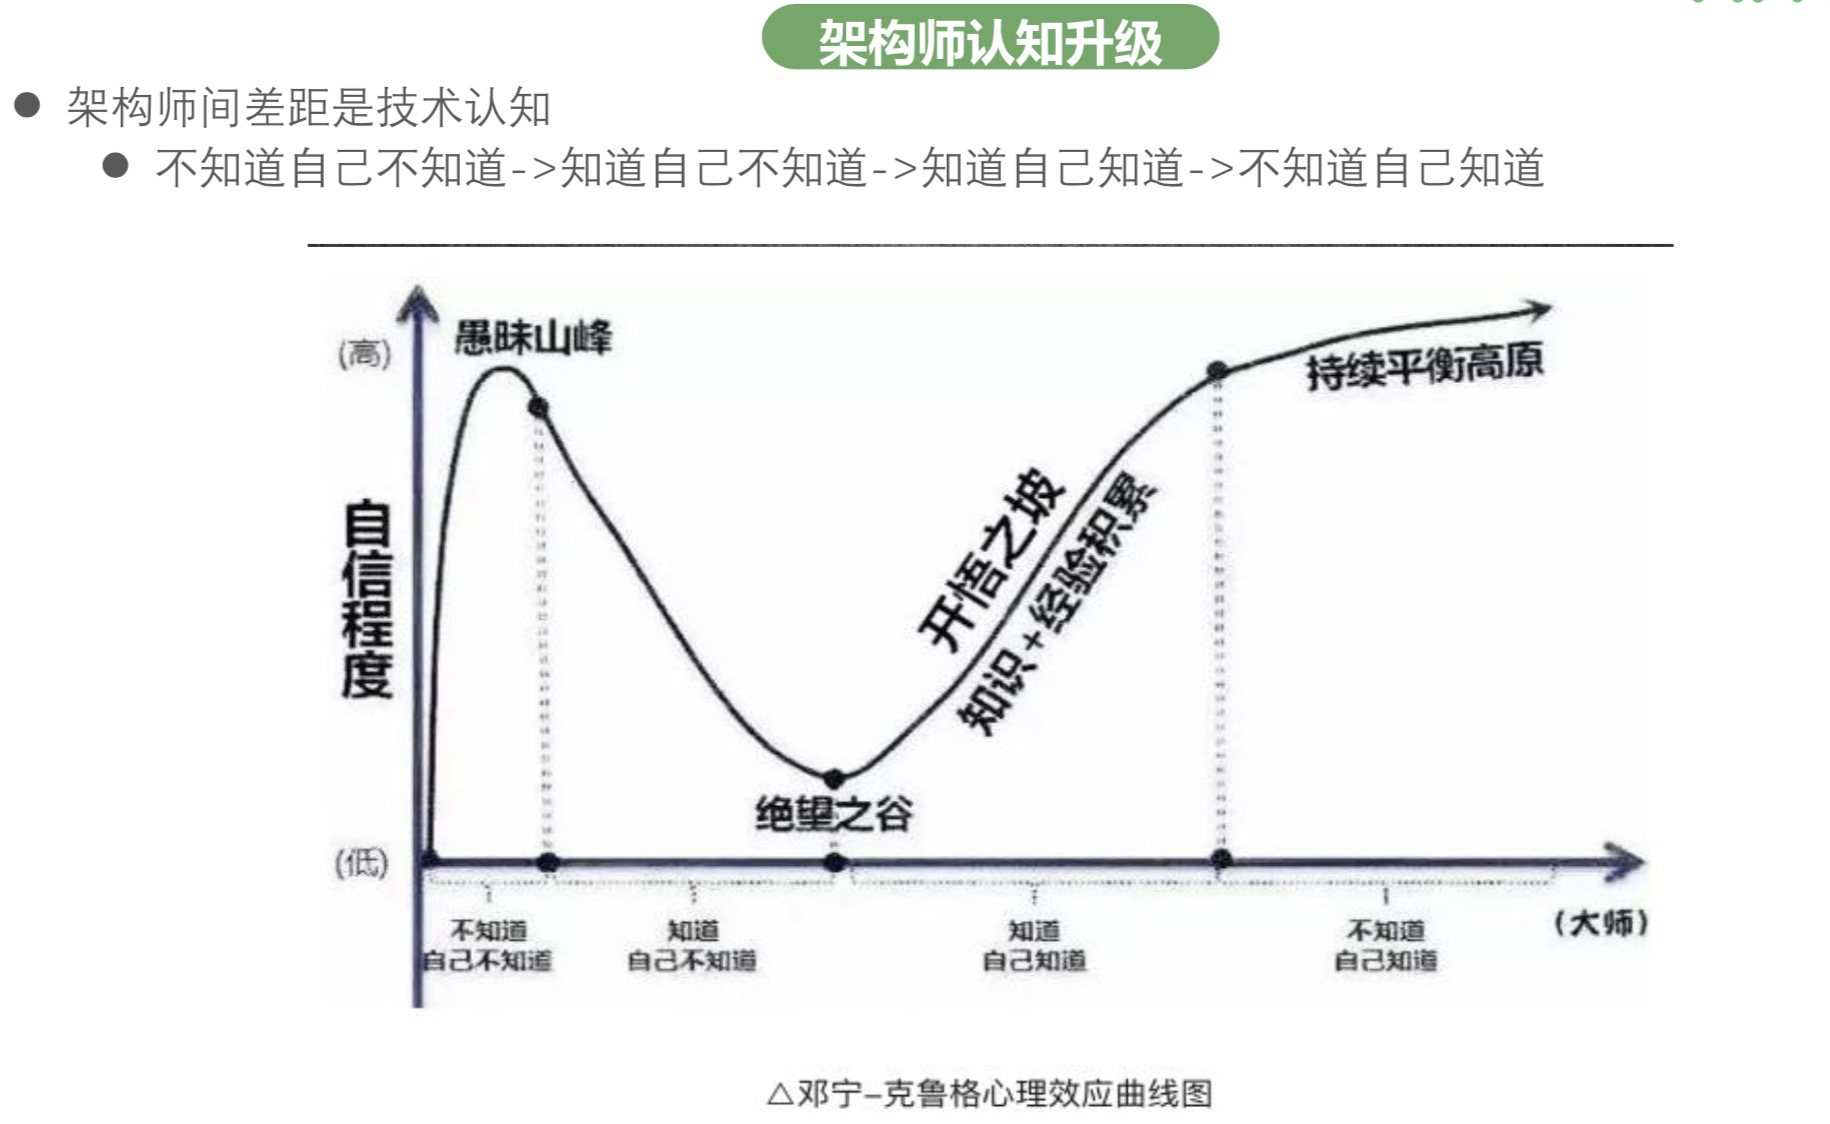 架构师认知升级
架构师间差距是技术认知
不知道自己不知道->知道自己不知道->知道自己知道->不知道自己知道
(高)
愚昧山峰
持续平衡高原
自信程度
开悟之坡
知识+经验积累
绝望之谷
(低)
不知道
自己不知道
知道
自己不知道
知道
自己知道
不知道
自己知道
(大师)
△邓宁-克鲁格心理效应曲线图